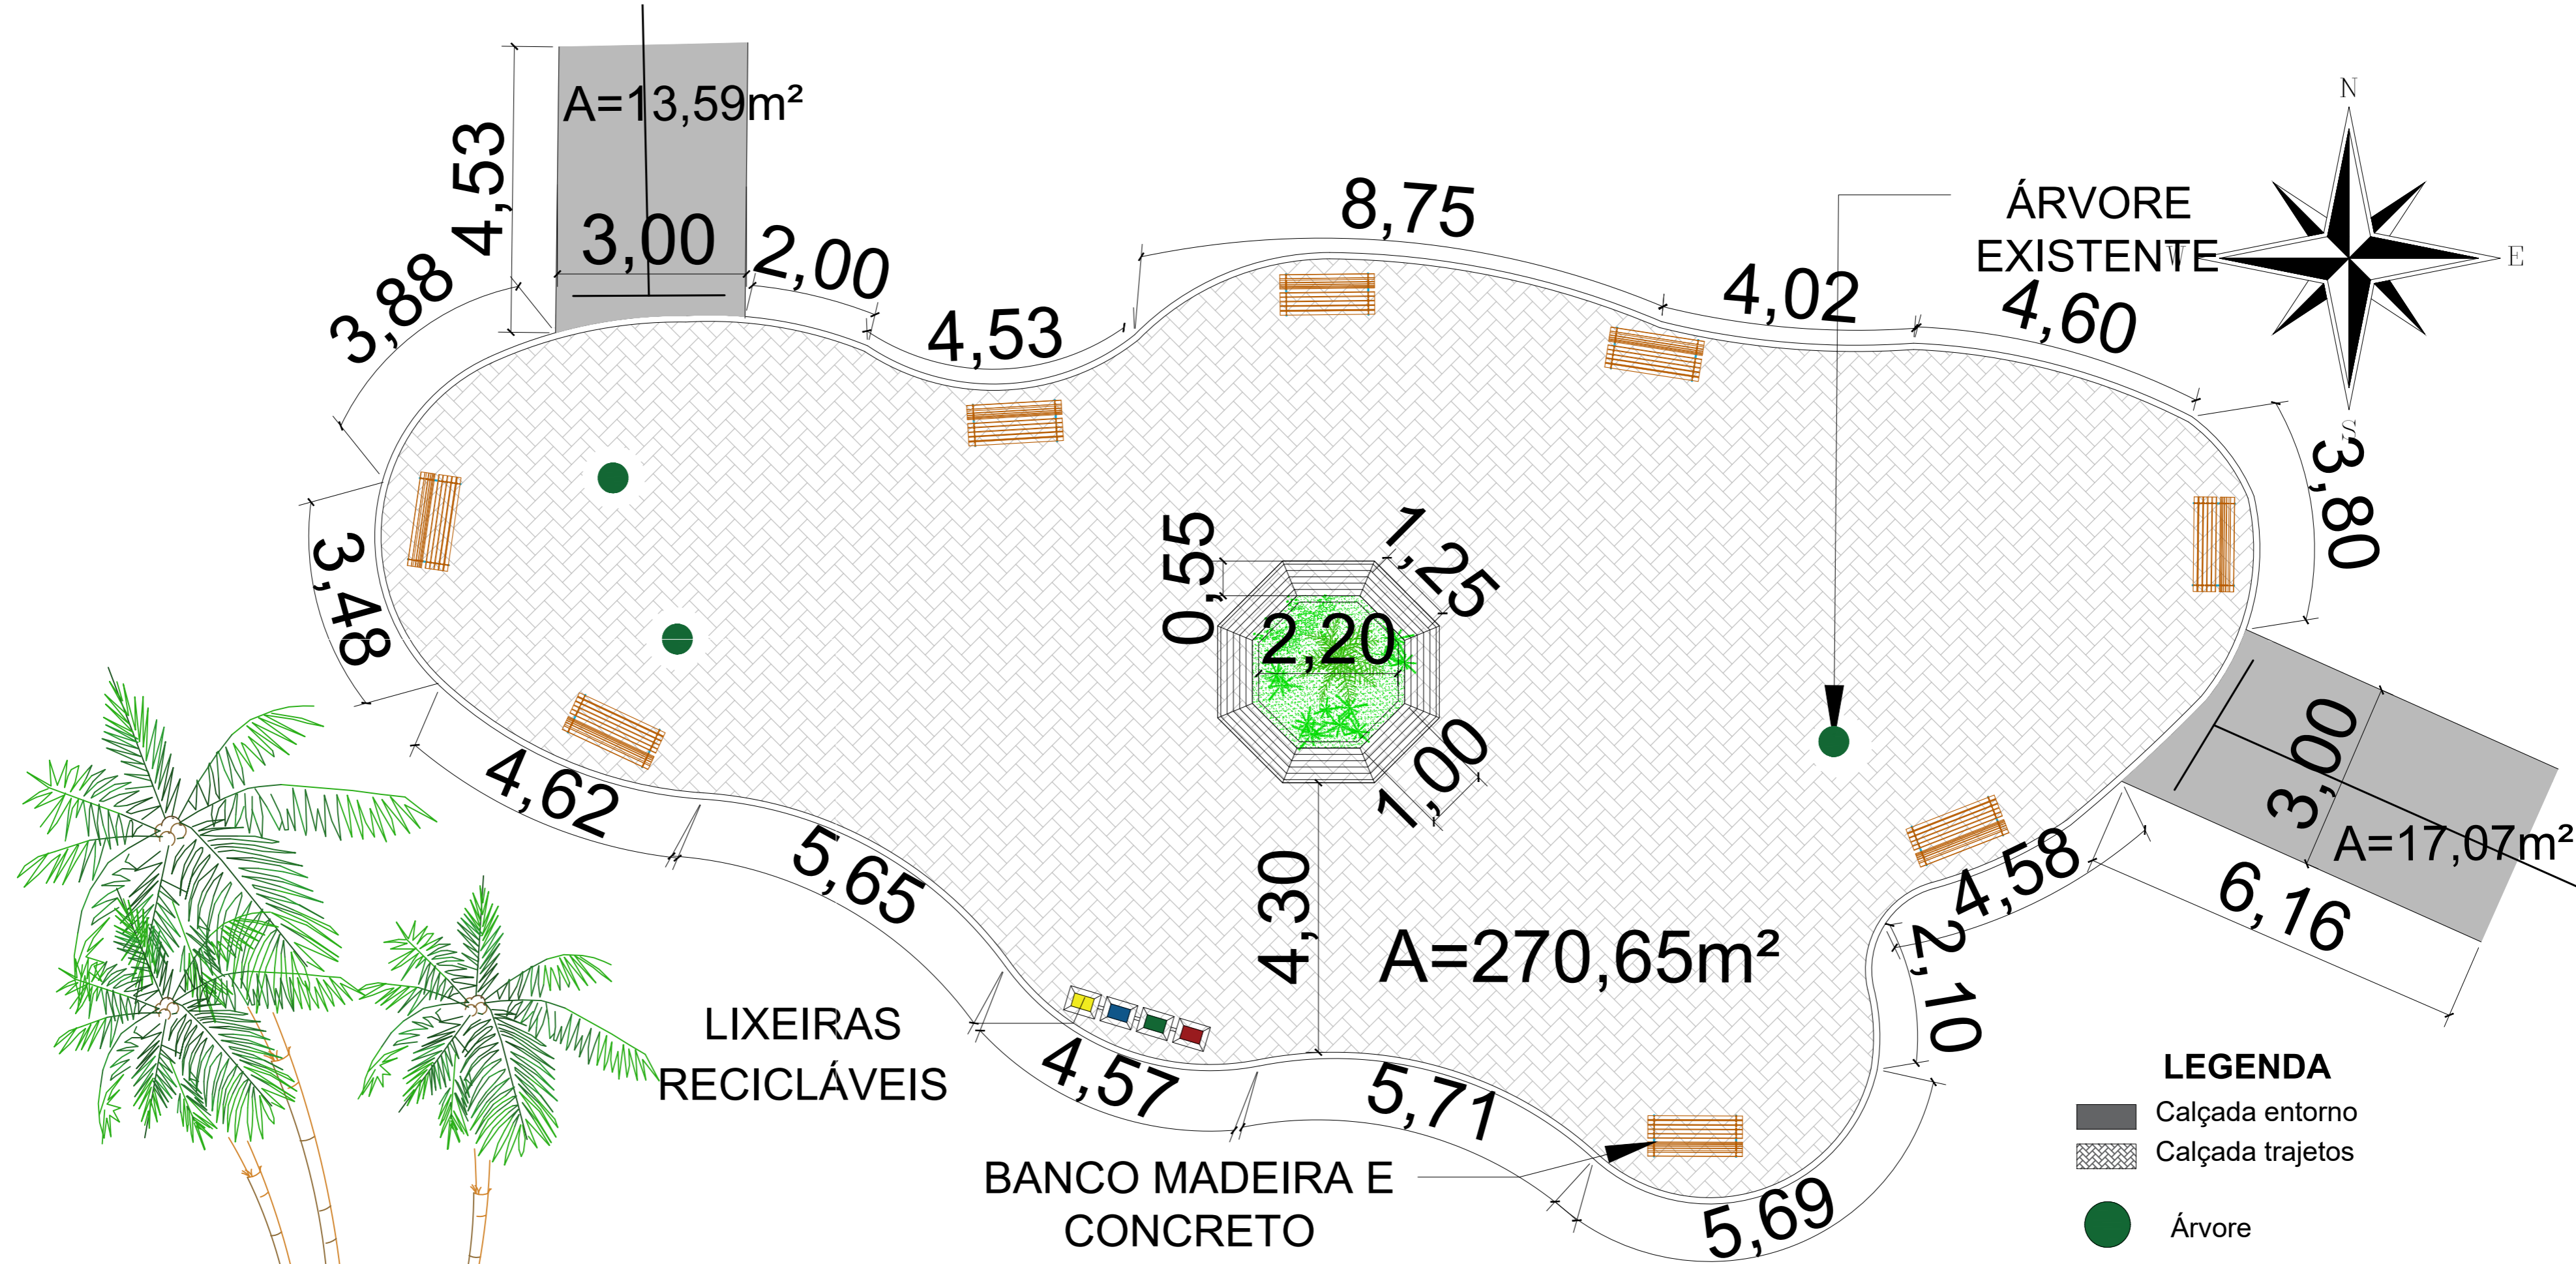 A=13,59m²
4,53
3,00
2,00
3,88
4,53
8,75
4,02
ÁRVORE
EXISTENTE
4,60
N
W
E
S
3,80
3,48
0,55
1,25
2,20
1,00
4,30
3,00
A=17,07m²
6,16
4,62
5,65
4,58
2,10
A=270,65m²
LIXEIRAS
RECICLÁVEIS
4,57
5,71
BANCO MADEIRA E
CONCRETO
5,69
LEGENDA
Calçada entorno
Calçada trajetos
Árvore